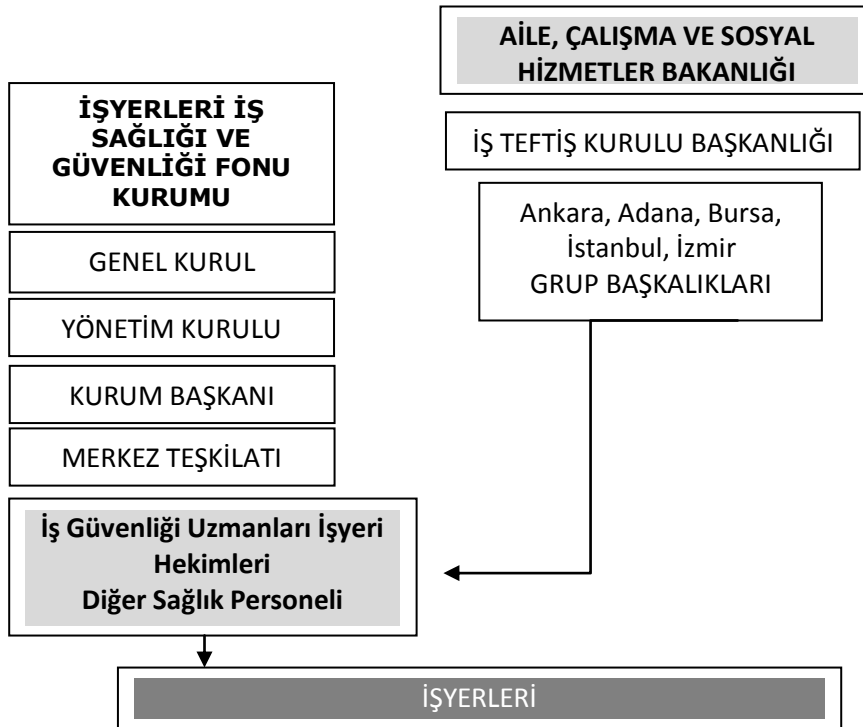 AİLE, ÇALIŞMA VE SOSYAL
HİZMETLER BAKANLIĞI
İŞYERLERİ İŞ
SAĞLIĞI VE
GÜVENLİĞİ FONU
KURUMU
İŞ TEFTİŞ KURULU BAŞKANLIĞI
Ankara, Adana, Bursa,
İstanbul, İzmir
GRUP BAŞKALIKLARI
GENEL KURUL
YÖNETİM KURULU
KURUM BAŞKANI
MERKEZ TEŞKİLATI
İş Güvenliği Uzmanları İşyeri
Hekimleri
Diğer Sağlık Personeli
İŞYERLERİ